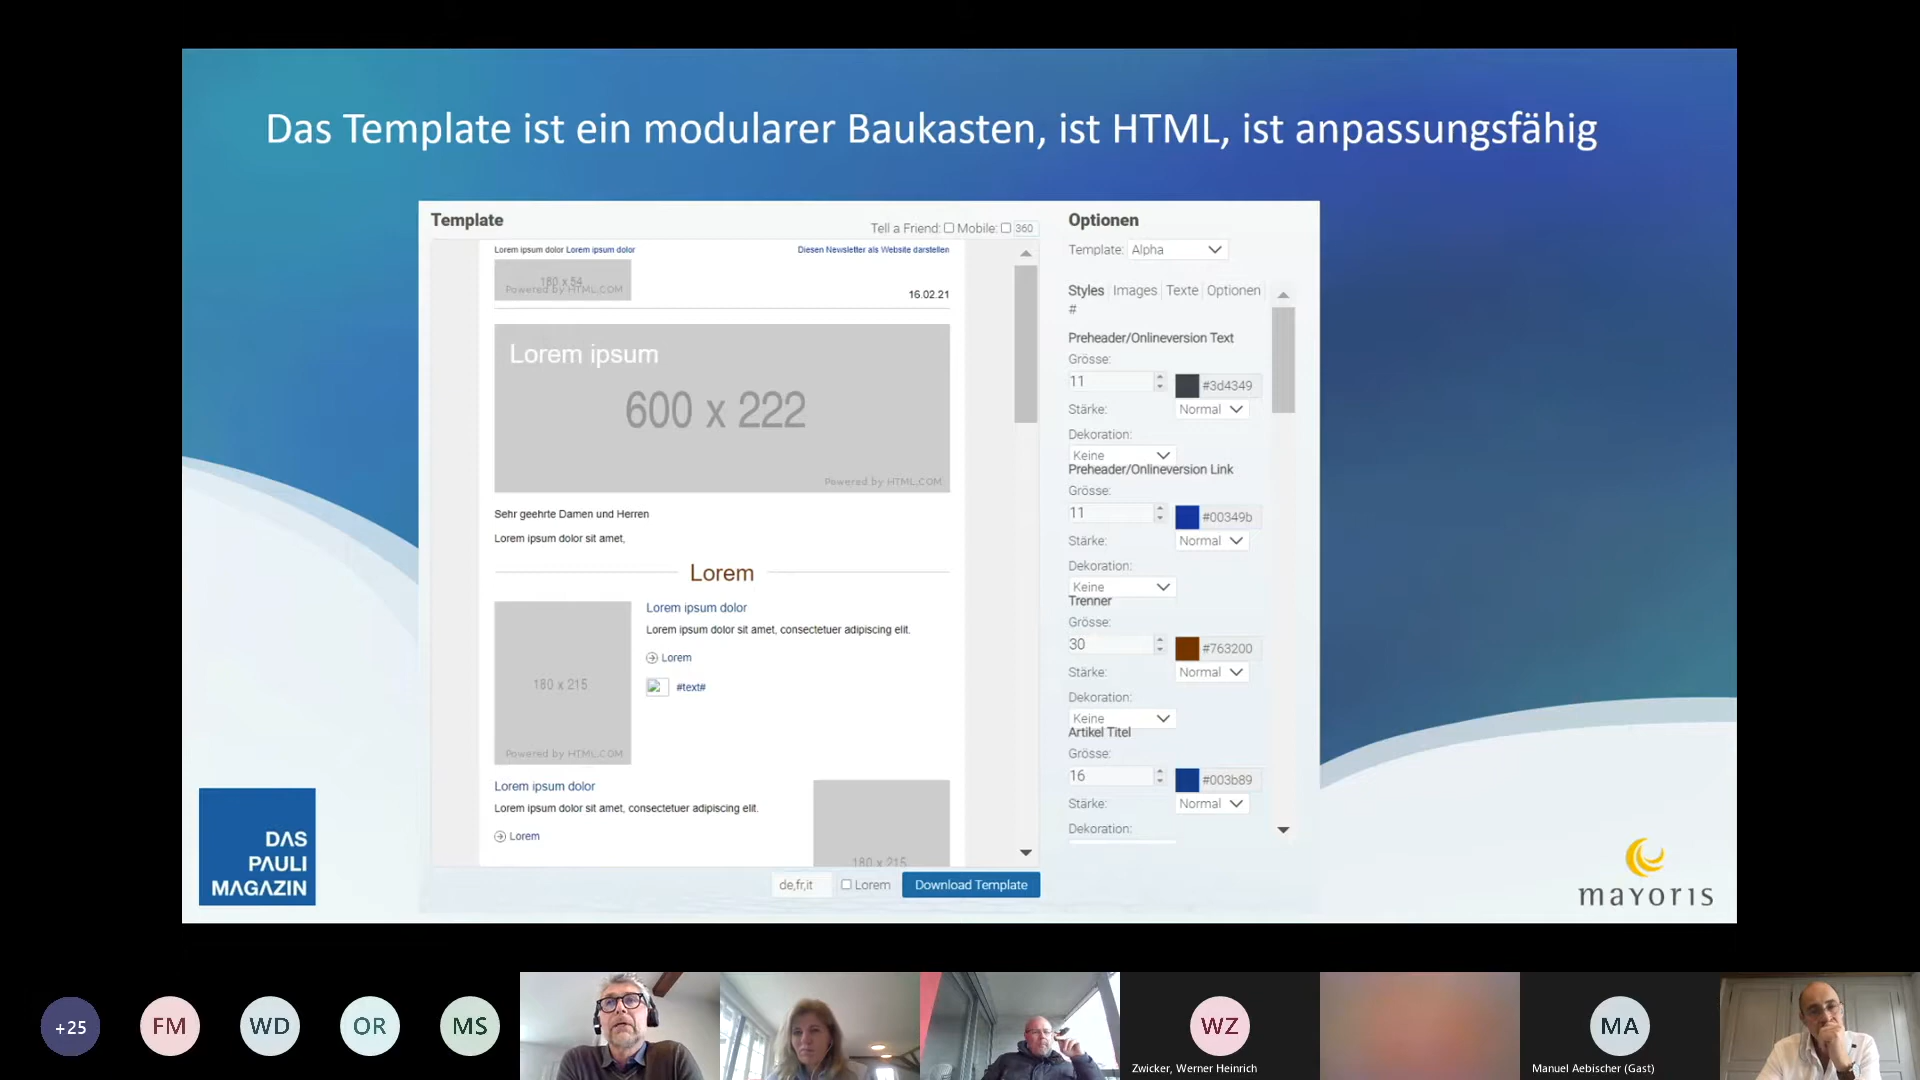 Das Template ist ein modularer Baukasten, ist HTML, ist anpassungsfähig
Template
Tell a Friend: Mobile: 360
Lorem ipsum dolor Lorem ipsum dolor
Diesen Newsletter als Website darstellen
180 x 54
Powered by HTML.COM
16.02.21
Lorem ipsum
600 x 222
Powered by HTML.COM
Sehr geehrte Damen und Herren
Lorem ipsum dolor sit amet,
Lorem
180 x 215
Powered by HTML.COM
Lorem ipsum dolor
Lorem ipsum dolor sit amet, consectetuer adipiscing elit.
Lorem
#text#
Lorem ipsum dolor
Lorem ipsum dolor sit amet, consectetuer adipiscing elit.
Lorem
180 x 215
de,fr,it
Lorem
Download Template
Optionen
Template: Alpha
Styles Images Texte Optionen
#
Preheader/Onlineversion Text
Grösse:
11 #3d4349
Stärke: Normal
Dekoration:
Keine
Preheader/Onlineversion Link
Grösse:
11 #00349b
Stärke: Normal
Dekoration:
Keine
Trenner
Grösse:
30 #763200
Stärke: Normal
Dekoration:
Keine
Artikel Titel
Grösse:
16 #003b89
Stärke: Normal
Dekoration:
DAS
PAULI
MAGAZIN
mayoris
+25
FM
WD
OR
MS
WZ
Zwicker, Werner Heinrich
MA
Manuel Aebischer (Gast)